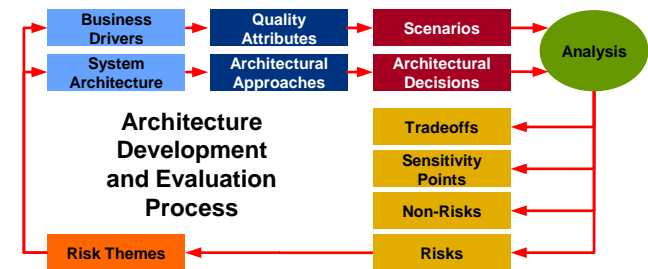 Business
Drivers
Quality
Attributes
Scenarios
Analysis
System
Architecture
Architectural
Approaches
Architectural
Decisions
Architecture
Development
and Evaluation
Process
Tradeoffs
Sensitivity
Points
Non-Risks
Risk Themes
Risks